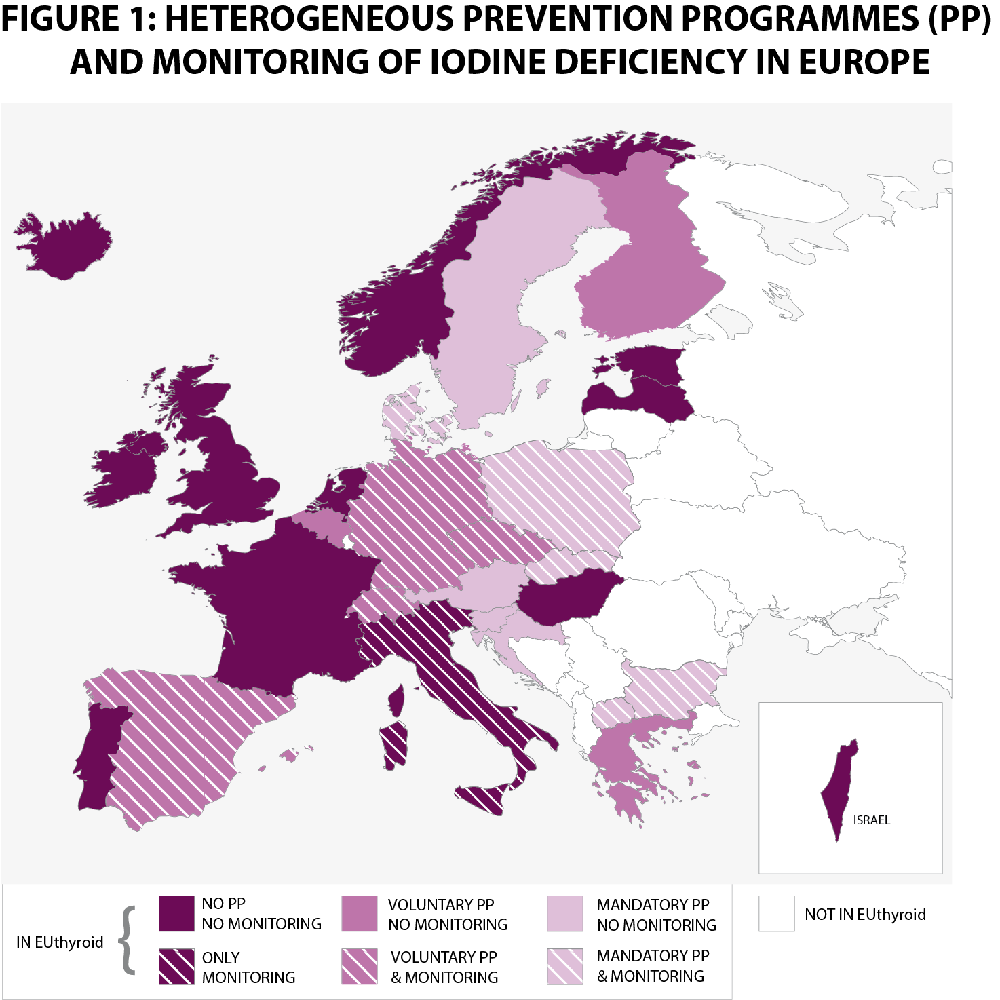 FIGURE 1: HETEROGENEOUS PREVENTION PROGRAMMES (PP)
AND MONITORING OF IODINE DEFICIENCY IN EUROPE
ISRAEL
IN EUthyroid
NO PP
NO MONITORING
VOLUNTARY PP
NO MONITORING
MANDATORY PP
NO MONITORING
NOT IN EUthyroid
ONLY
MONITORING
VOLUNTARY PP
& MONITORING
MANDATORY PP
& MONITORING